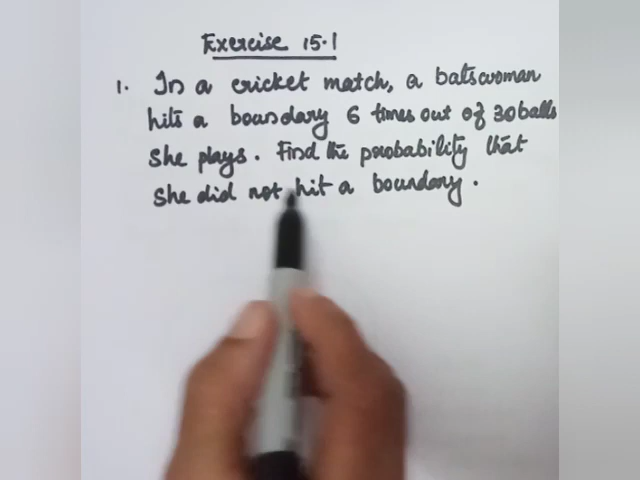 Exercise 15.1
1. In a cricket match, a batswoman
hits a boundary 6 times out of 30 balls
She plays. Find the probability that
She did not hit a boundary.